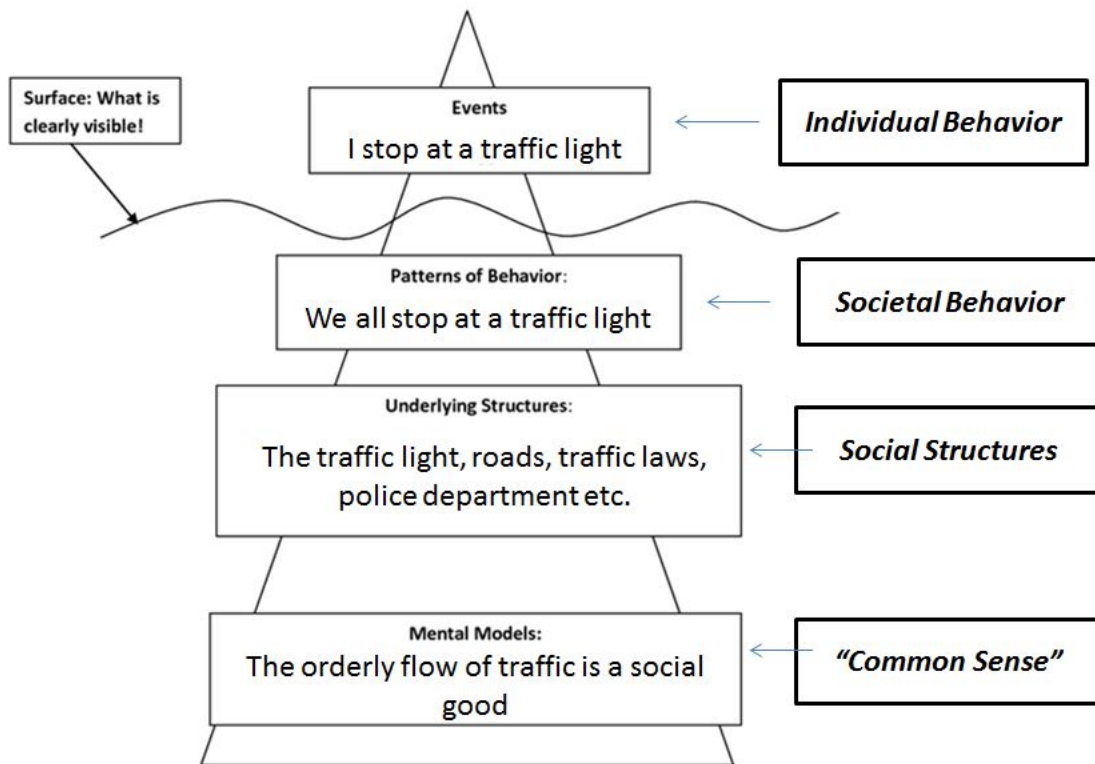 Surface: What is
clearly visible!
Events
I stop at a traffic light
Individual Behavior
Patterns of Behavior:
We all stop at a traffic light
Societal Behavior
Underlying Structures:
The traffic light, roads, traffic laws,
police department etc.
Social Structures
Mental Models:
The orderly flow of traffic is a social
good
“Common Sense”